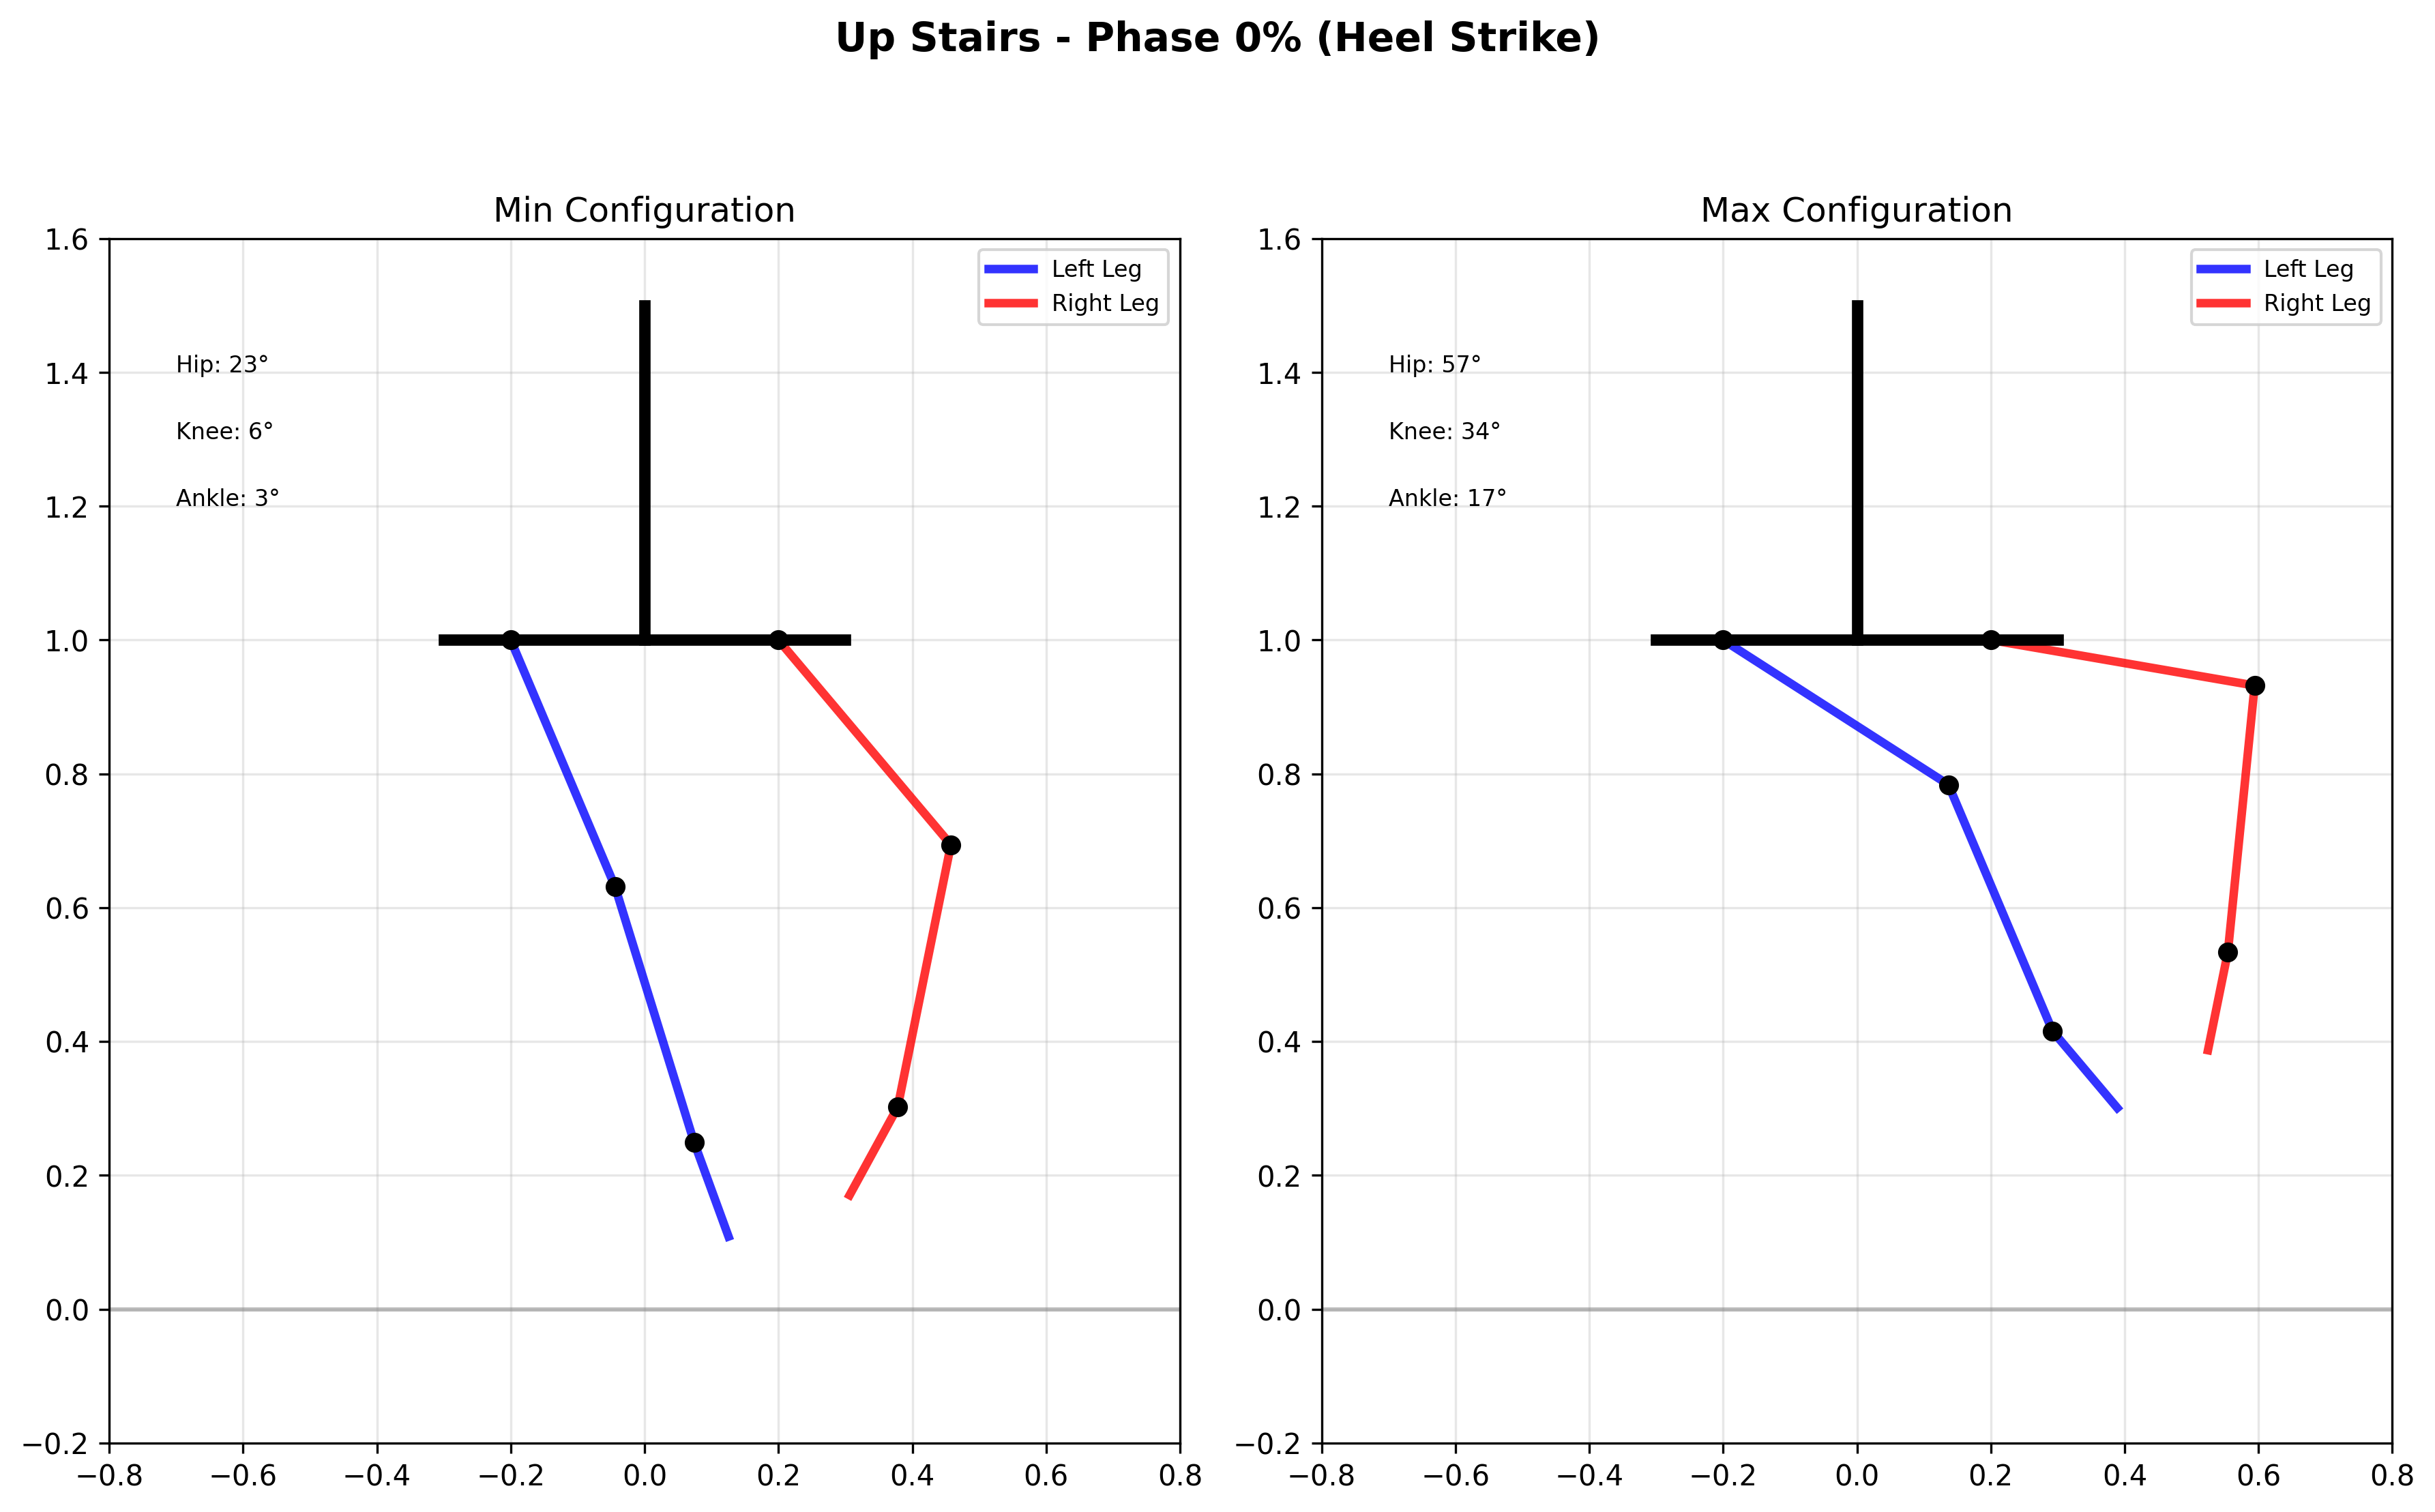 Up Stairs - Phase 0% (Heel Strike)
Min Configuration
Left Leg
Right Leg
Hip: 23°
Knee: 6°
Ankle: 3°
1.6
1.4
1.2
1.0
0.8
0.6
0.4
0.2
0.0
−0.2
−0.8
−0.6
−0.4
−0.2
0.0
0.2
0.4
0.6
0.8
Max Configuration
Left Leg
Right Leg
Hip: 57°
Knee: 34°
Ankle: 17°
1.6
1.4
1.2
1.0
0.8
0.6
0.4
0.2
0.0
−0.2
−0.8
−0.6
−0.4
−0.2
0.0
0.2
0.4
0.6
0.8